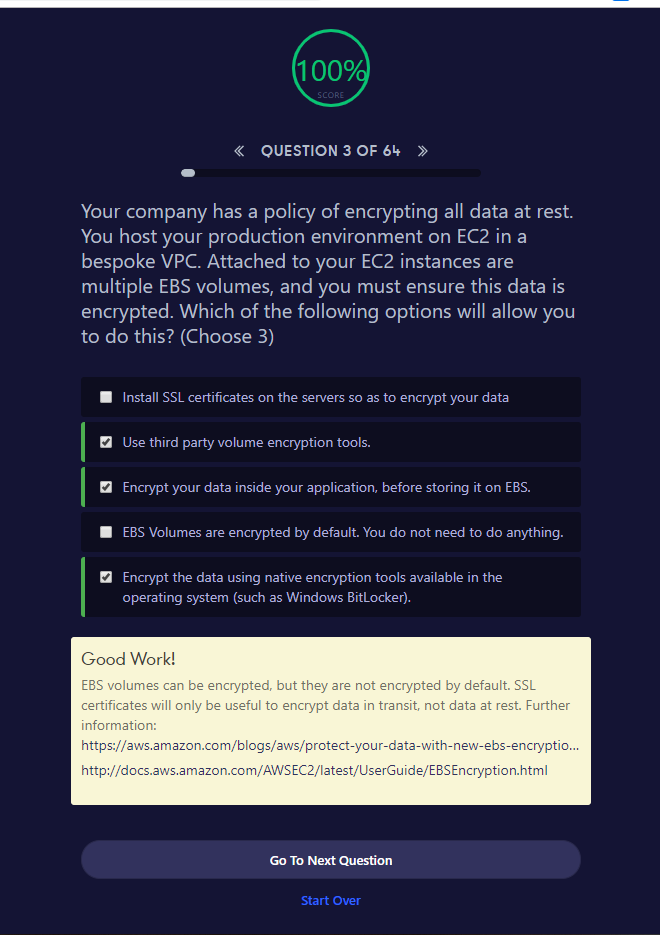 100%
SCORE
QUESTION 3 OF 64
Your company has a policy of encrypting all data at rest.
You host your production environment on EC2 in a
bespoke VPC. Attached to your EC2 instances are
multiple EBS volumes, and you must ensure this data is
encrypted. Which of the following options will allow you
to do this? (Choose 3)
Install SSL certificates on the servers so as to encrypt your data
Use third party volume encryption tools.
Encrypt your data inside your application, before storing it on EBS.
EBS Volumes are encrypted by default. You do not need to do anything.
Encrypt the data using native encryption tools available in the
operating system (such as Windows BitLocker).
Good Work!
EBS volumes can be encrypted, but they are not encrypted by default. SSL
certificates will only be useful to encrypt data in transit, not data at rest. Further
information:
https://aws.amazon.com/blogs/aws/protect-your-data-with-new-ebs-encryptio...
http://docs.aws.amazon.com/AWSEC2/latest/UserGuide/EBSEncryption.html
Go To Next Question
Start Over